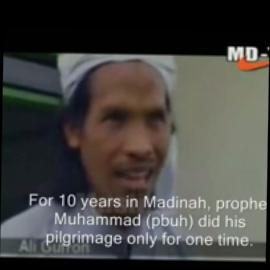 MD-
For 10 years in Madinah, prophe
Muhammad (pbuh) did his
pilgrimage only for one time.
Ali Gufron